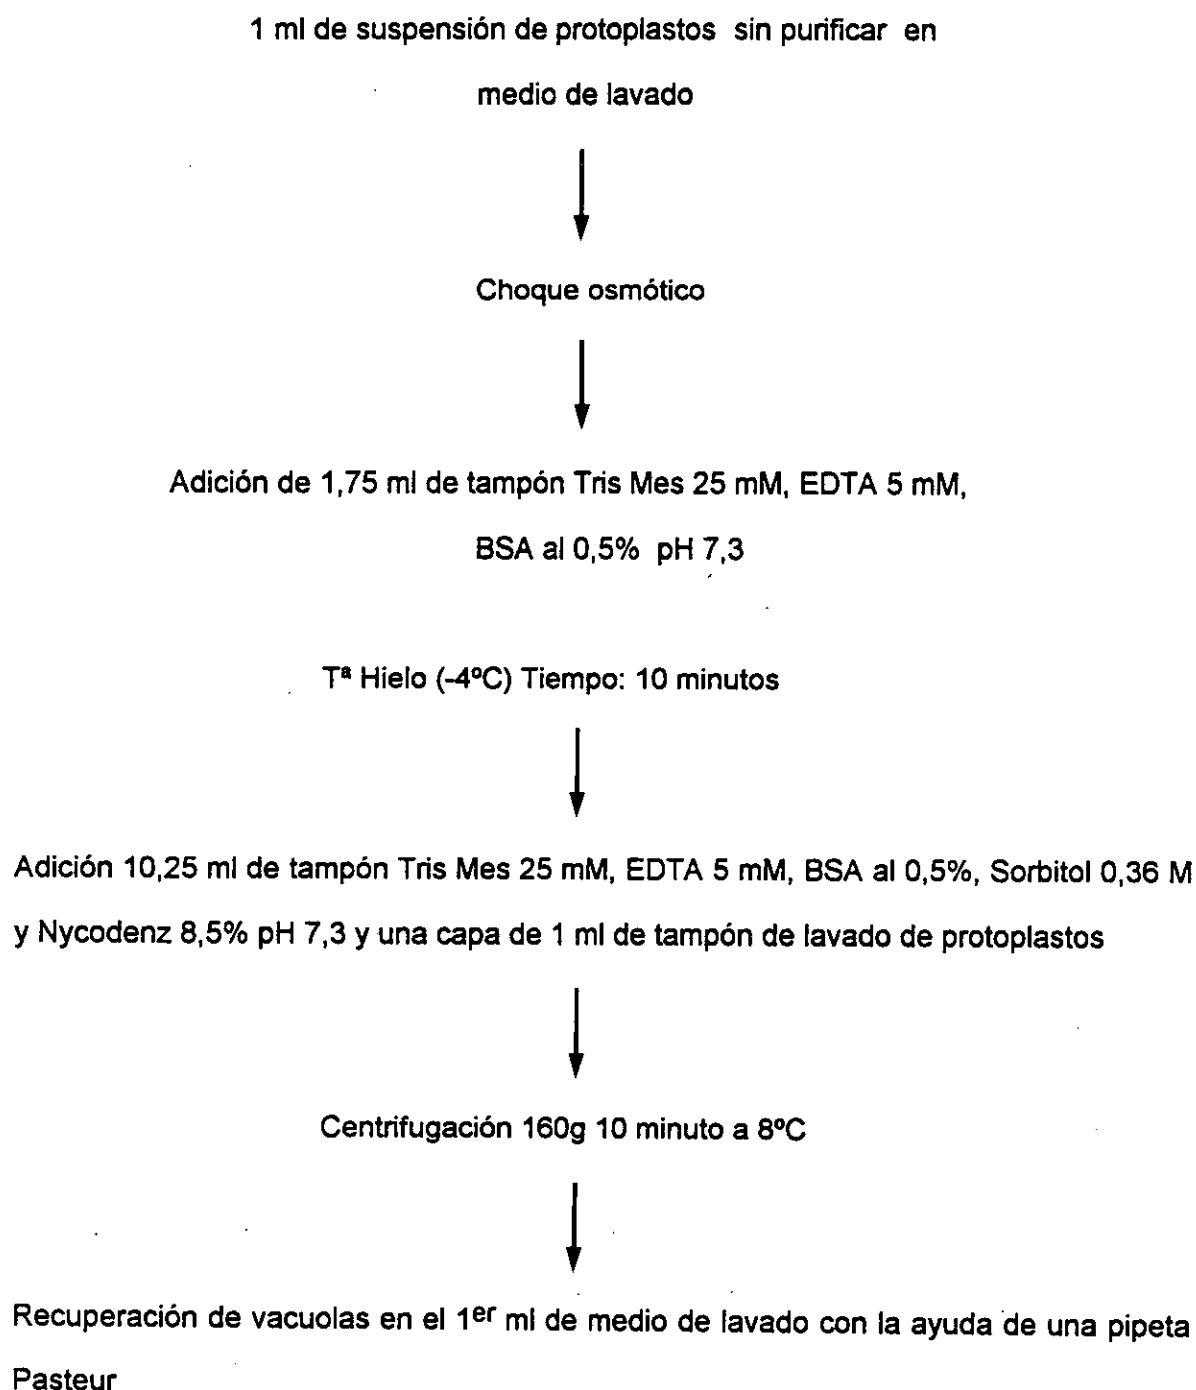 1 ml de suspensión de protoplastos sin purificar en
medio de lavado
Choque osmótico
Adición de 1,75 ml de tampón Tris Mes 25 mM, EDTA 5 mM,
BSA al 0,5% pH 7,3
Tª Hielo (-4ºC) Tiempo: 10 minutos
Adición 10,25 ml de tampón Tris Mes 25 mM, EDTA 5 mM, BSA al 0,5%, Sorbitol 0,36 M
y Nycodenz 8,5% pH 7,3 y una capa de 1 ml de tampón de lavado de protoplastos
Centrifugación 160g 10 minuto a 8ºC
Recuperación de vacuolas en el 1er ml de medio de lavado con la ayuda de una pipeta
Pasteur